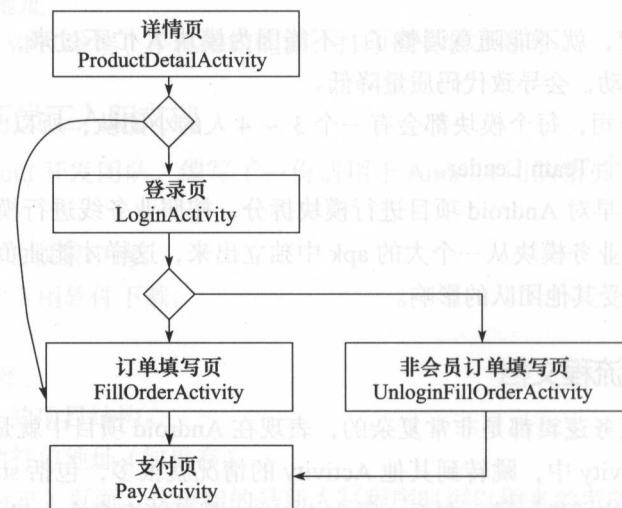 详情页
ProductDetailActivity
登录页
LoginActivity
订单填写页
FillOrderActivity
非会员订单填写页
UnloginFillOrderActivity
支付页
PayActivity